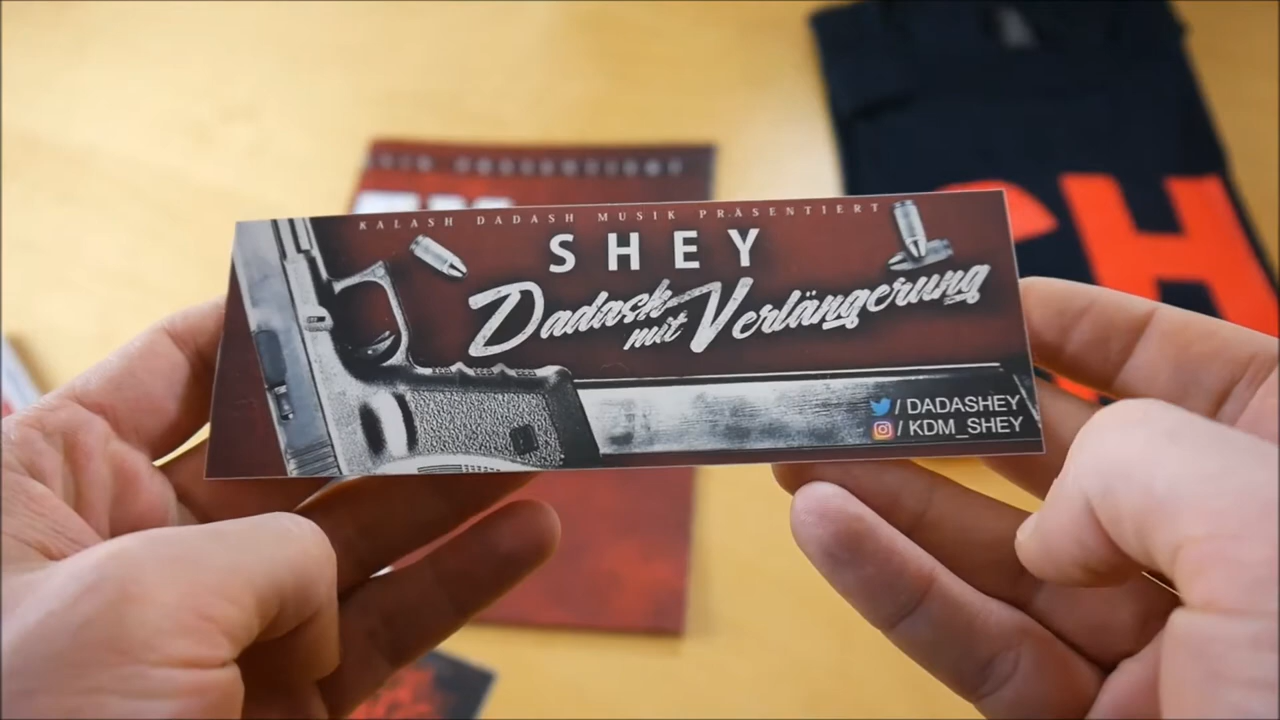 KALASH DADASH MUSIK PRÄSENTIERT
SHEY
Dadash
mit Verlängerung
/ DADASHEY
/ KDM_SHEY